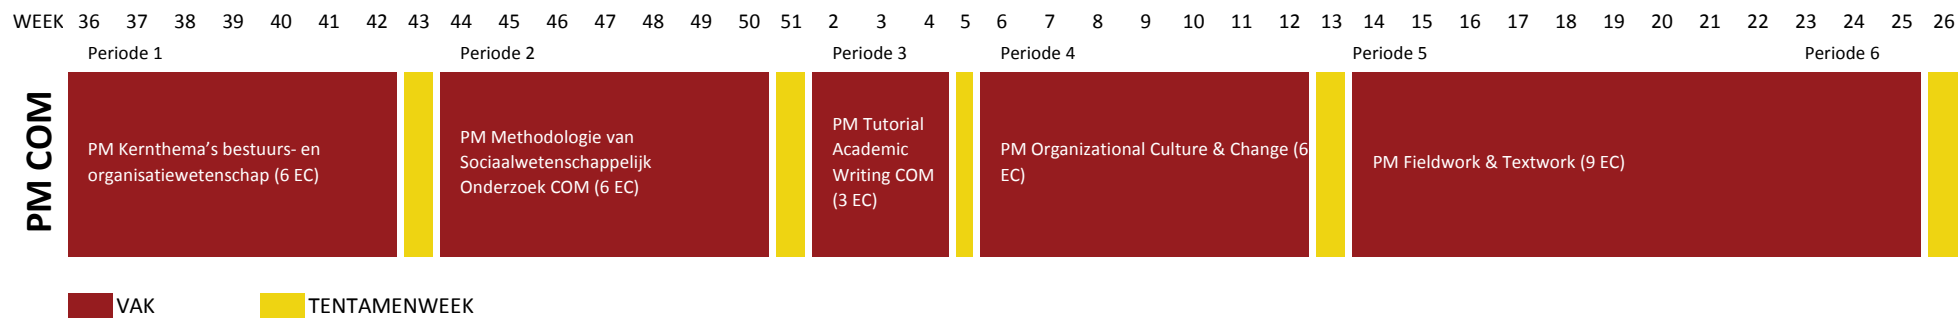 WEEK 36 37 38 39 40 41 42 43 44 45 46 47 48 49 50 51 2 3 4 5 6 7 8 9 10 11 12 13 14 15 16 17 18 19 20 21 22 23 24 25 26
Periode 1 Periode 2 Periode 3 Periode 4 Periode 5 Periode 6
PM COM
PM Kernthema's bestuurs- en
organisatiewetenschap (6 EC)
PM Methodologie van
Sociaalwetenschappelijk
Onderzoek COM (6 EC)
PM Tutorial
Academic
Writing COM
(3 EC)
PM Organizational Culture & Change (6
EC)
PM Fieldwork & Textwork (9 EC)
VAK TENTAMENWEEK